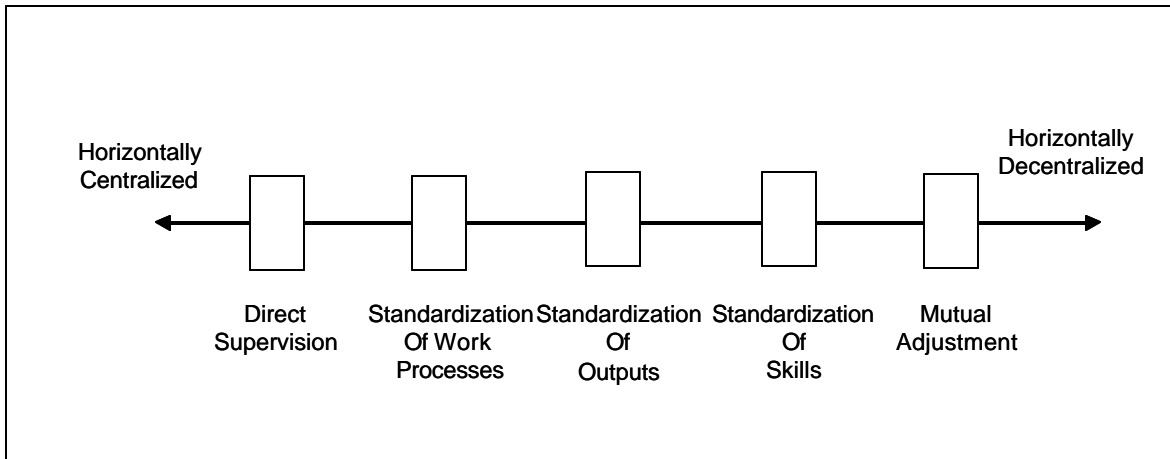 Horizontally
Centralized
Horizontally
Decentralized
Direct
Supervision
Standardization
Of Work
Processes
Standardization
Of
Outputs
Standardization
Of
Skills
Mutual
Adjustment